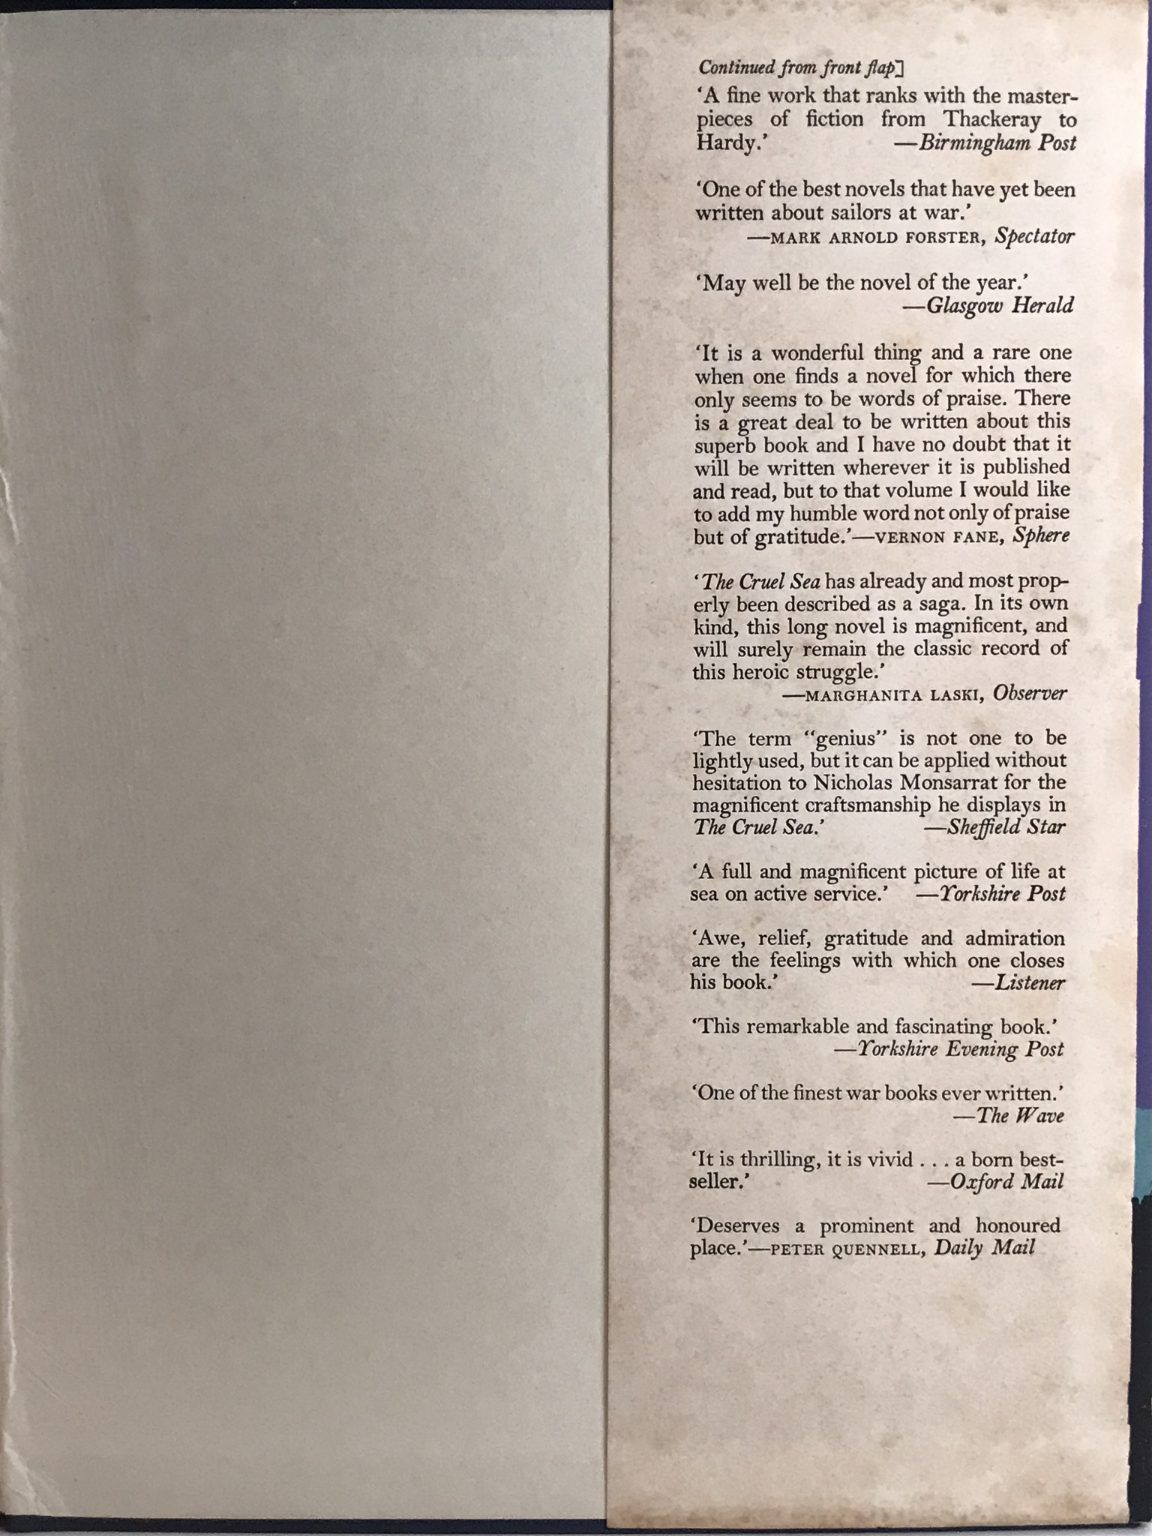 Continued from front flap]
‘A fine work that ranks with the master-
pieces of fiction from Thackeray to
Hardy.’ —Birmingham Post
‘One of the best novels that have yet been
written about sailors at war.’
—MARK ARNOLD FORSTER, Spectator
‘May well be the novel of the year.’
—Glasgow Herald
‘It is a wonderful thing and a rare one
when one finds a novel for which there
only seems to be words of praise. There
is a great deal to be written about this
superb book and I have no doubt that it
will be written wherever it is published
and read, but to that volume I would like
to add my humble word not only of praise
but of gratitude.’—VERNON FANE, Sphere
‘The Cruel Sea has already and most prop-
erly been described as a saga. In its own
kind, this long novel is magnificent, and
will surely remain the classic record of
this heroic struggle.’
—MARGHANITA LASKI, Observer
‘The term “genius” is not one to be
lightly used, but it can be applied without
hesitation to Nicholas Monsarrat for the
magnificent craftsmanship he displays in
The Cruel Sea.’ —Sheffield Star
‘A full and magnificent picture of life at
sea on active service.’ —Yorkshire Post
‘Awe, relief, gratitude and admiration
are the feelings with which one closes
his book.’ —Listener
‘This remarkable and fascinating book.’
—Yorkshire Evening Post
‘One of the finest war books ever written.’
—The Wave
‘It is thrilling, it is vivid . . . a born best-
seller.’ —Oxford Mail
‘Deserves a prominent and honoured
place.’—PETER QUENNELL, Daily Mail